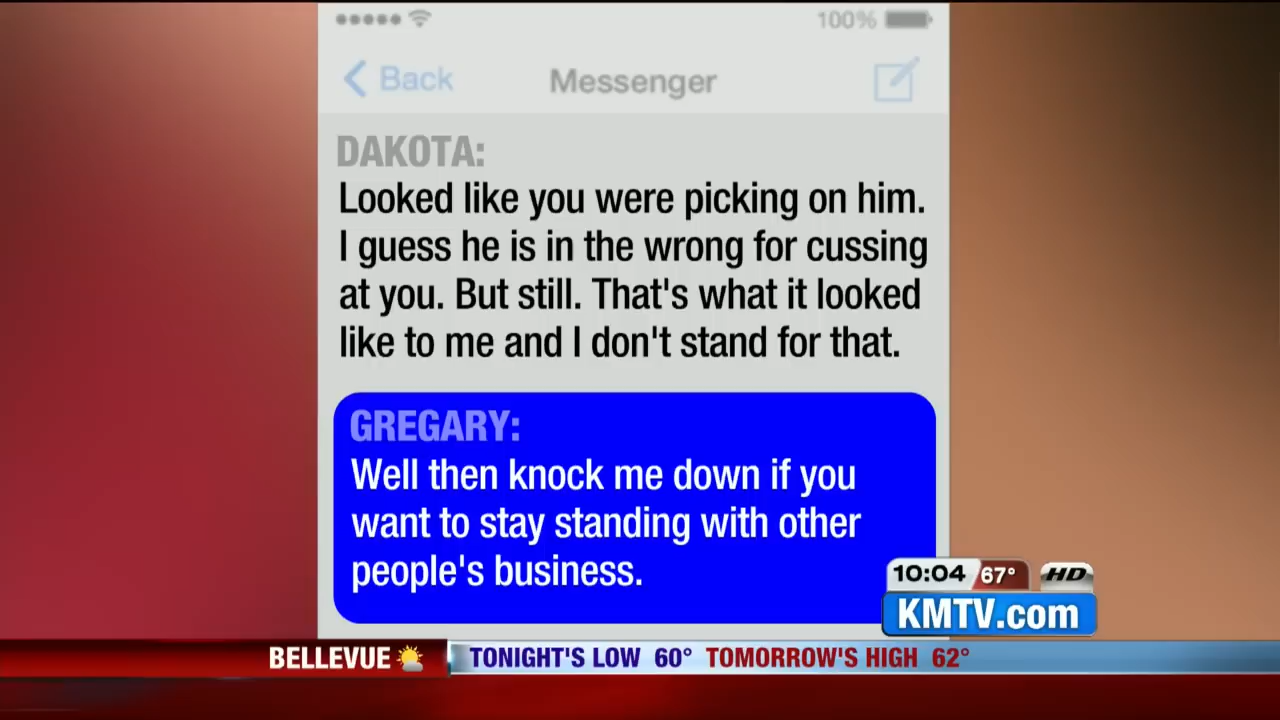 100%
Back
Messenger
DAKOTA:
Looked like you were picking on him.
I guess he is in the wrong for cussing
at you. But still. That's what it looked
like to me and I don't stand for that.
GREGARY:
Well then knock me down if you
want to stay standing with other
people's business.
10:04 67° HD
KMTV.com
BELLEVUE TONIGHT'S LOW 60° TOMORROW'S HIGH 62°